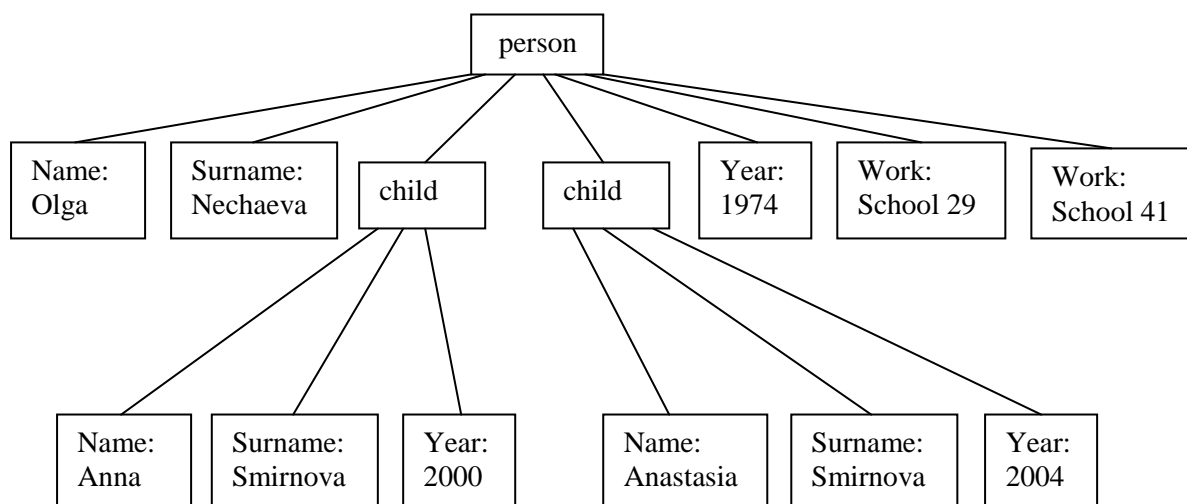 person
Name:
Olga
Surname:
Nechaeva
child
child
Year:
1974
Work:
School 29
Work:
School 41
Name:
Anna
Surname:
Smirnova
Year:
2000
Name:
Anastasia
Surname:
Smirnova
Year:
2004